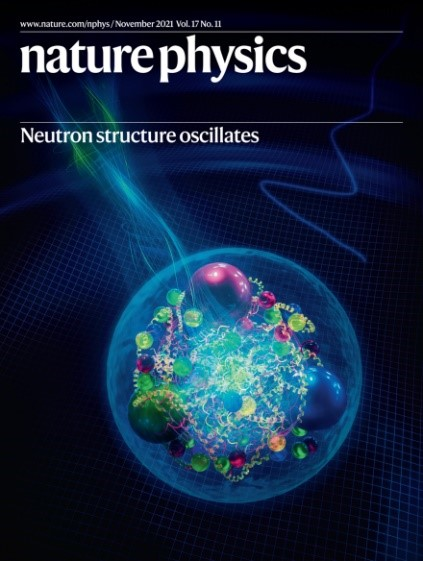 www.nature.com/nphys / November 2021 Vol. 17 No. 11
nature physics
Neutron structure oscillates